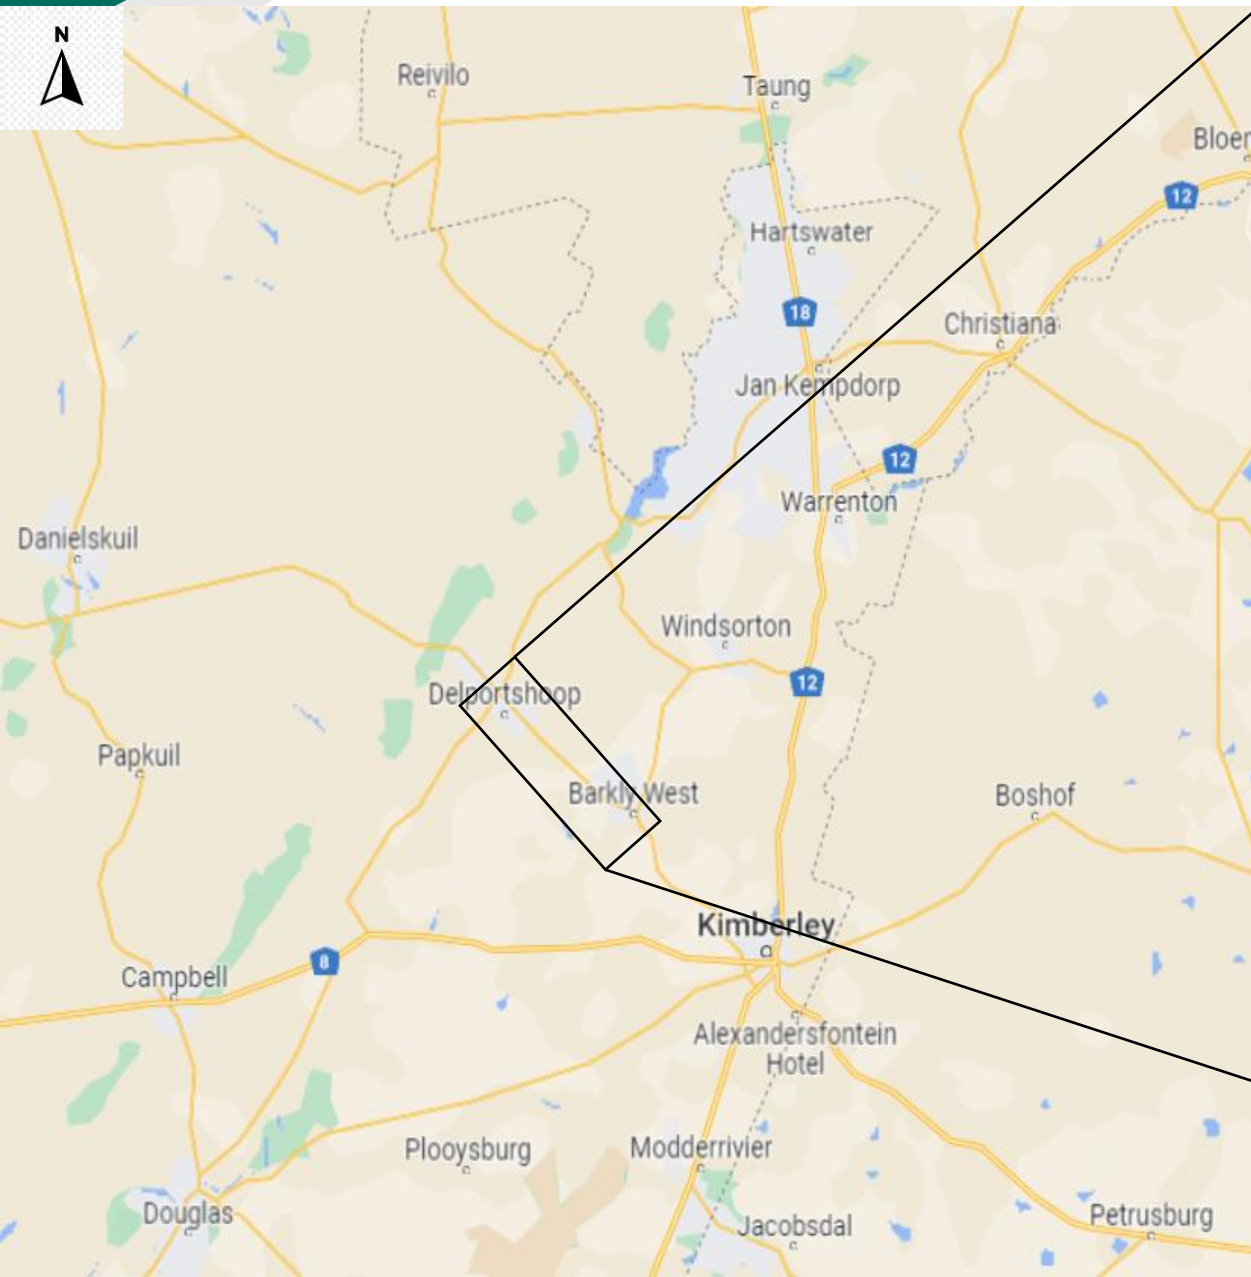 N
Reivilo
Taung
Bloer
12
Hartswater
18
Christiana
Jan Kempdorp
12
Warrenton
Danielskuil
Windsorton
12
Delportshoop
Papkuil
Barkly West
Boshof
Kimberley
8
Campbell
Alexandersfontein
Hotel
Plooysburg
Modderrivier
Douglas
Jacobsdal
Petrusburg